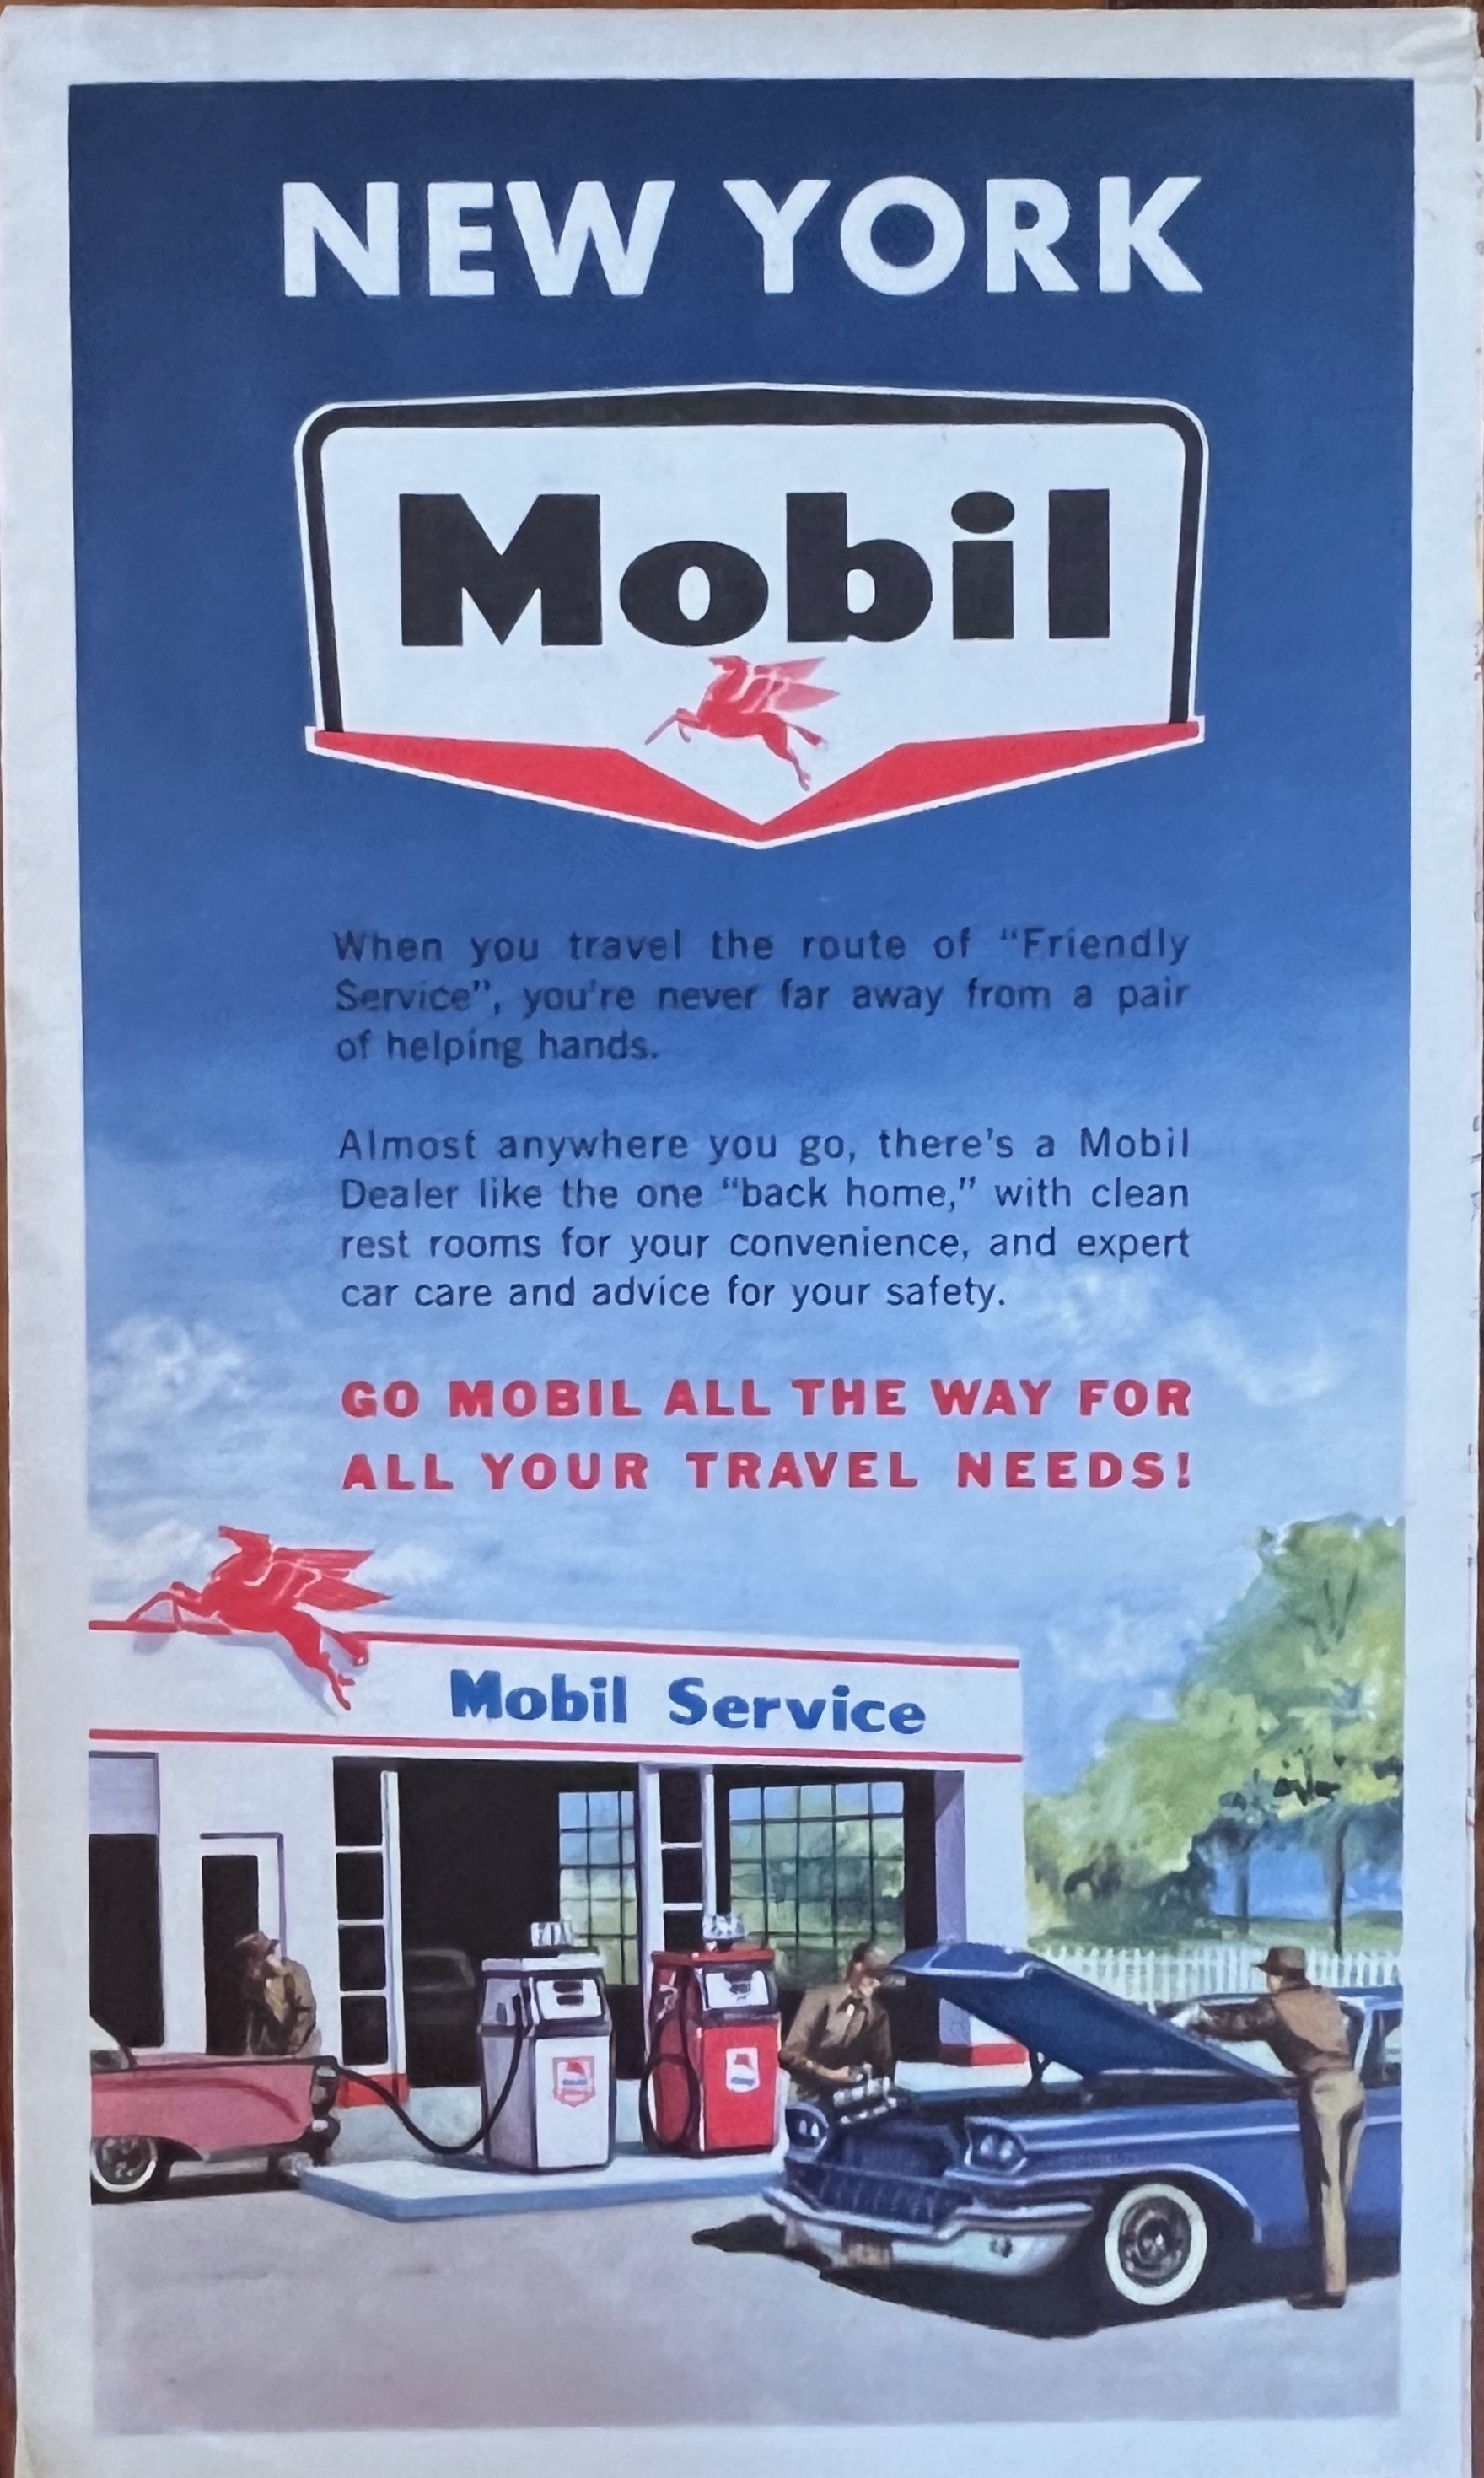 NEW YORK
Mobil
When you travel the route of "Friendly
Service", you're never far away from a pair
of helping hands.
Almost anywhere you go, there's a Mobil
Dealer like the one "back home," with clean
rest rooms for your convenience, and expert
car care and advice for your safety.
GO MOBIL ALL THE WAY FOR
ALL YOUR TRAVEL NEEDS!
Mobil Service